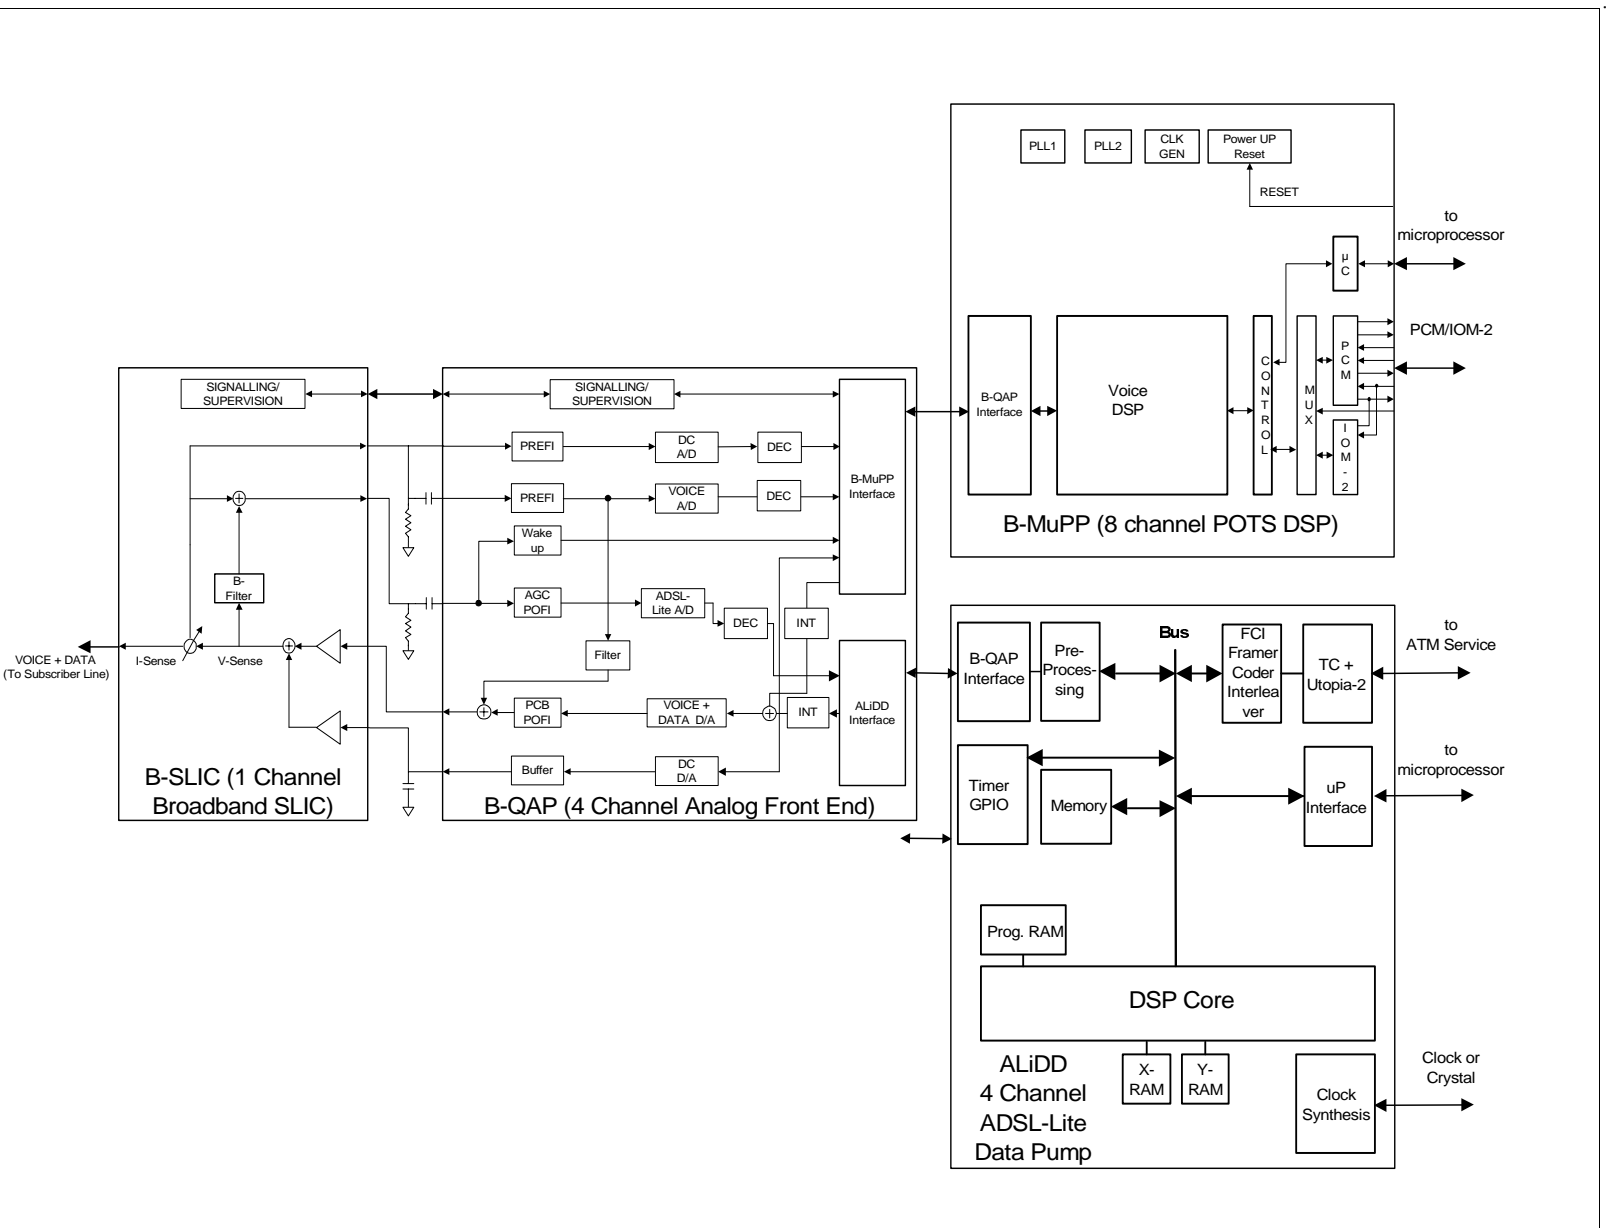 PLL1
PLL2
CLK
GEN
Power UP
Reset
RESET
to
microprocessor
µ
C
PCM/IOM-2
B-QAP
Interface
Voice
DSP
C
O
N
T
R
O
L
M
U
X
P
C
M
I
O
M
-
2
B-MuPP (8 channel POTS DSP)
SIGNALLING/
SUPERVISION
B-
Filter
I-Sense
V-Sense
VOICE + DATA
(To Subscriber Line)
B-SLIC (1 Channel
Broadband SLIC)
SIGNALLING/
SUPERVISION
PREFI
DC
A/D
DEC
PREFI
VOICE
A/D
DEC
B-MuPP
Interface
Wake
up
AGC
POFI
ADSL-
Lite A/D
DEC
INT
Filter
PCB
POFI
VOICE +
DATA D/A
INT
ALiDD
Interface
Buffer
DC
D/A
B-QAP (4 Channel Analog Front End)
B-QAP
Interface
Pre-
Proces-
sing
Bus
FCI
Framer
Coder
Interlea
ver
TC +
Utopia-2
to
ATM Service
Timer
GPIO
Memory
uP
Interface
to
microprocessor
Prog. RAM
DSP Core
X-
RAM
Y-
RAM
Clock
Synthesis
Clock or
Crystal
ALiDD
4 Channel
ADSL-Lite
Data Pump